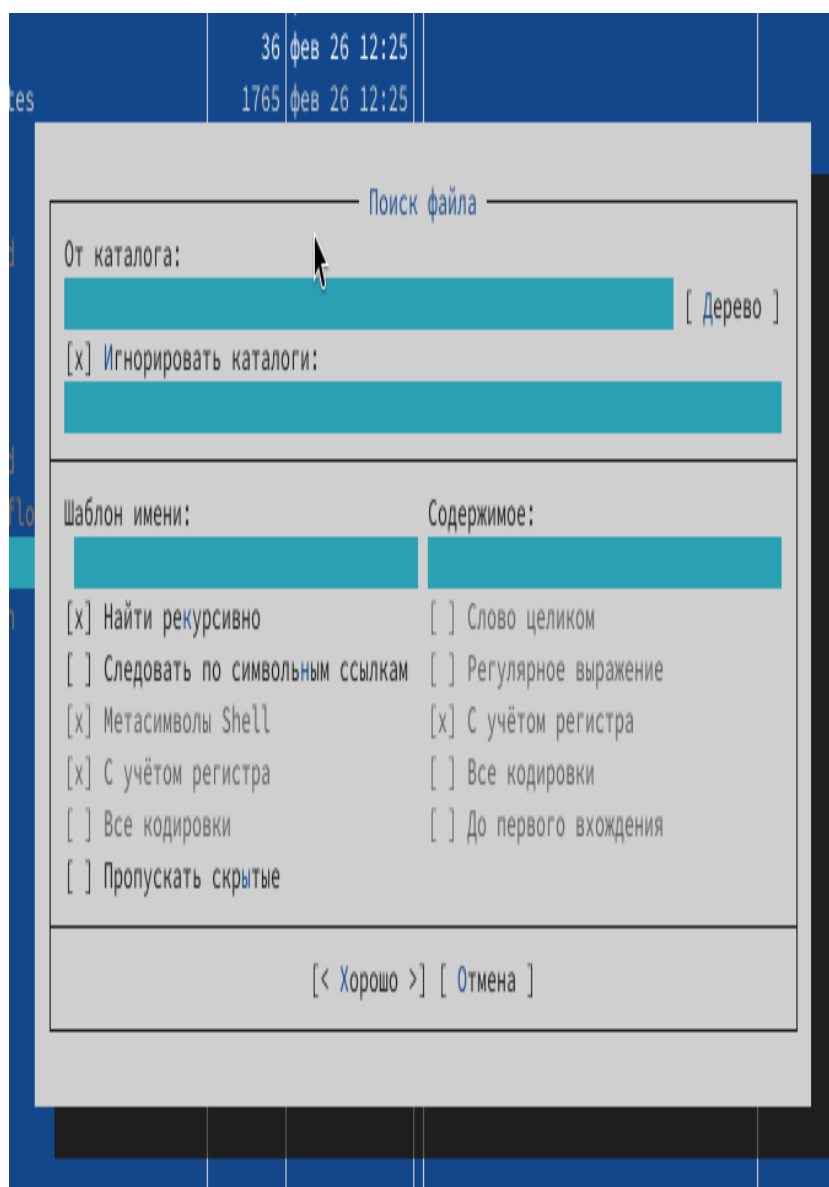 36 фев 26 12:25
tes 1765 фев 26 12:25
Поиск файла
От каталога:
[ Дерево ]
[x] Игнорировать каталоги:
Шаблон имени: Содержимое:
[x] Найти рекурсивно [ ] Слово целиком
[ ] Следовать по символьным ссылкам [ ] Регулярное выражение
[x] Метасимволы Shell [x] С учётом регистра
[x] С учётом регистра [ ] Все кодировки
[ ] Все кодировки [ ] До первого вхождения
[ ] Пропускать скрытые
[< Хорошо >] [ Отмена ]